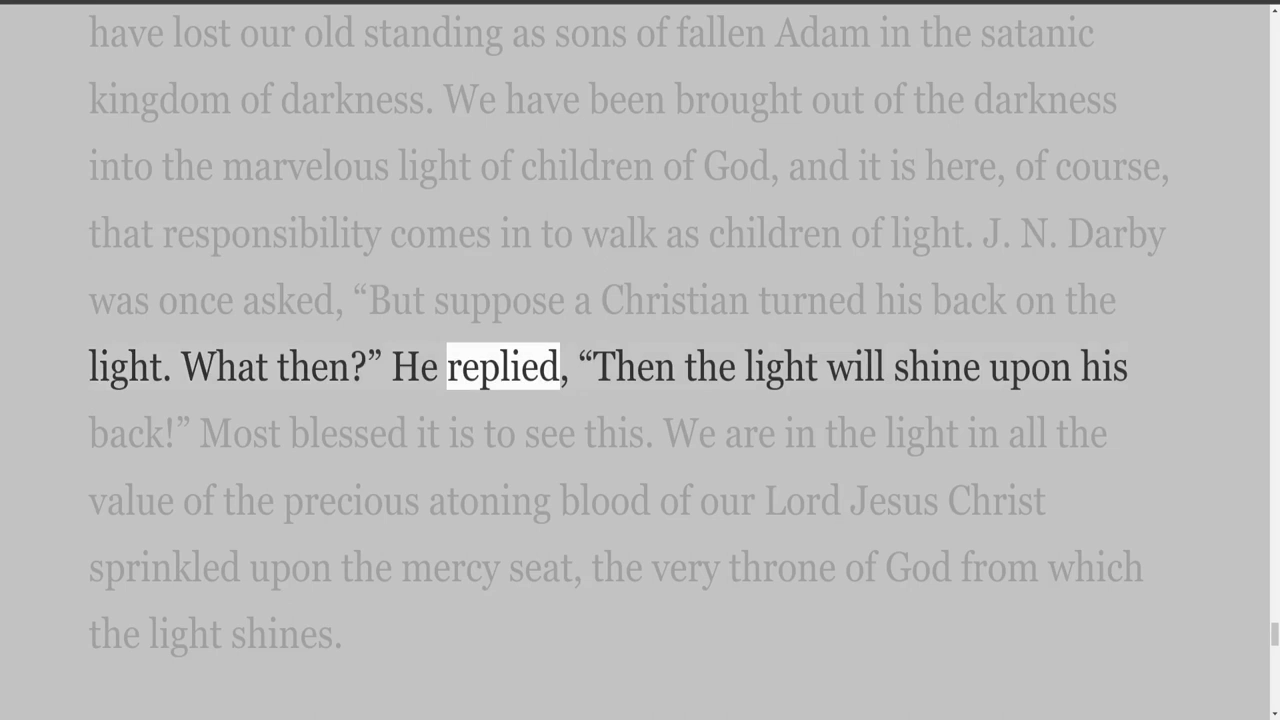 have lost our old standing as sons of fallen Adam in the satanic
kingdom of darkness. We have been brought out of the darkness
into the marvelous light of children of God, and it is here, of course,
that responsibility comes in to walk as children of light. J. N. Darby
was once asked, “But suppose a Christian turned his back on the
light. What then?” He replied, “Then the light will shine upon his
back!” Most blessed it is to see this. We are in the light in all the
value of the precious atoning blood of our Lord Jesus Christ
sprinkled upon the mercy seat, the very throne of God from which
the light shines.